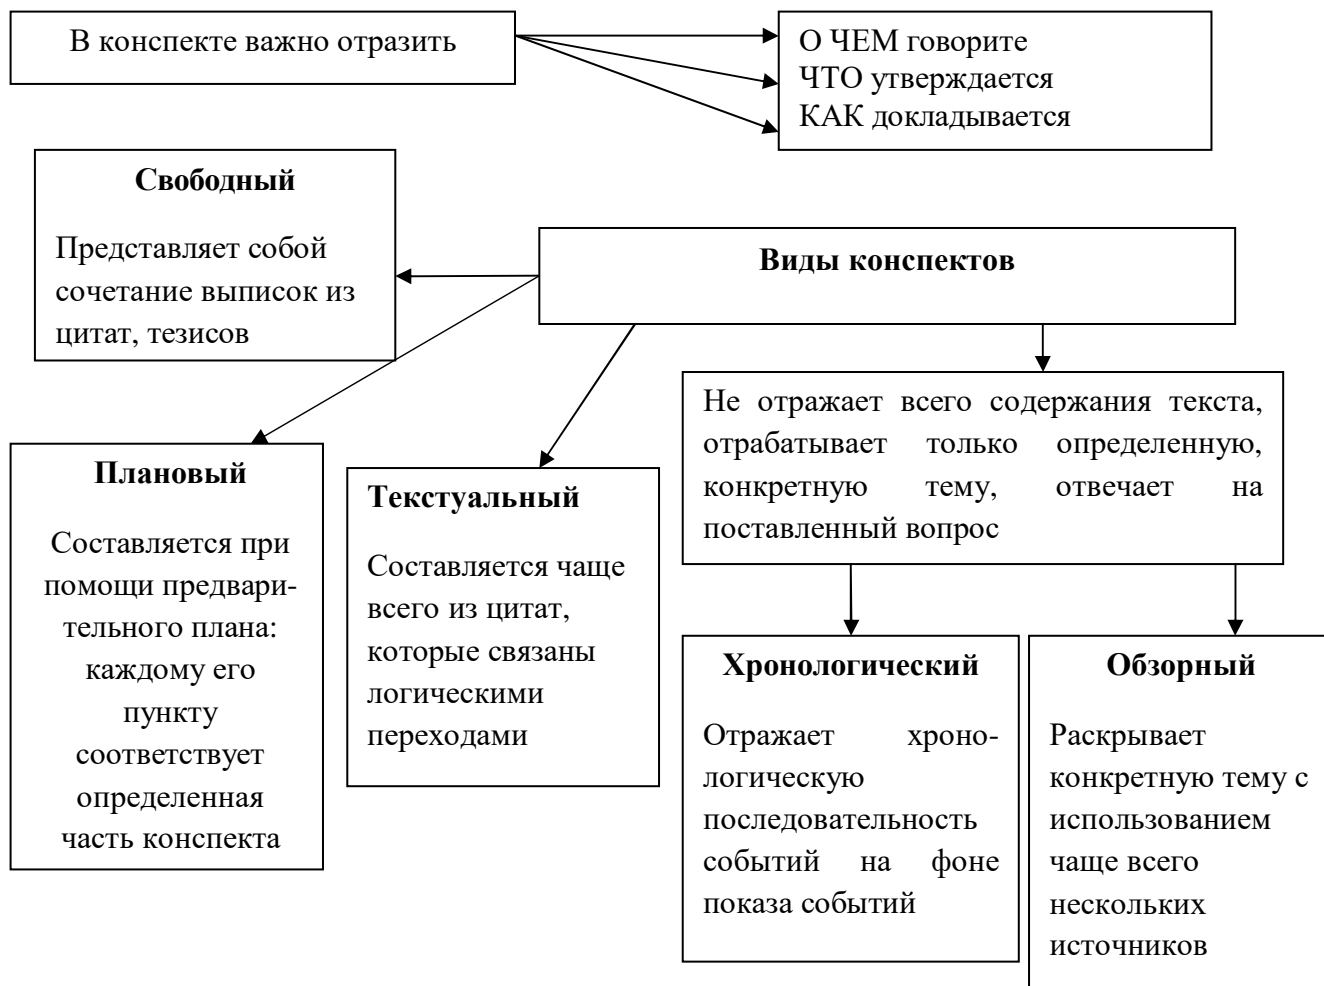 В конспекте важно отразить
О ЧЕМ говорите
ЧТО утверждается
КАК докладывается
Свободный
Представляет собой
сочетание выписок из
цитат, тезисов
Виды конспектов
Не отражает всего содержания текста,
отрабатывает только определенную,
конкретную тему, отвечает на
поставленный вопрос
Плановый
Составляется при
помощи предвари-
тельного плана:
каждому его
пункту
соответствует
определенная
часть конспекта
Текстуальный
Составляется чаще
всего из цитат,
которые связаны
логическими
переходами
Хронологический
Отражает хроно-
логическую
последовательность
событий на фоне
показа событий
Обзорный
Раскрывает
конкретную тему с
использованием
чаще всего
нескольких
источников